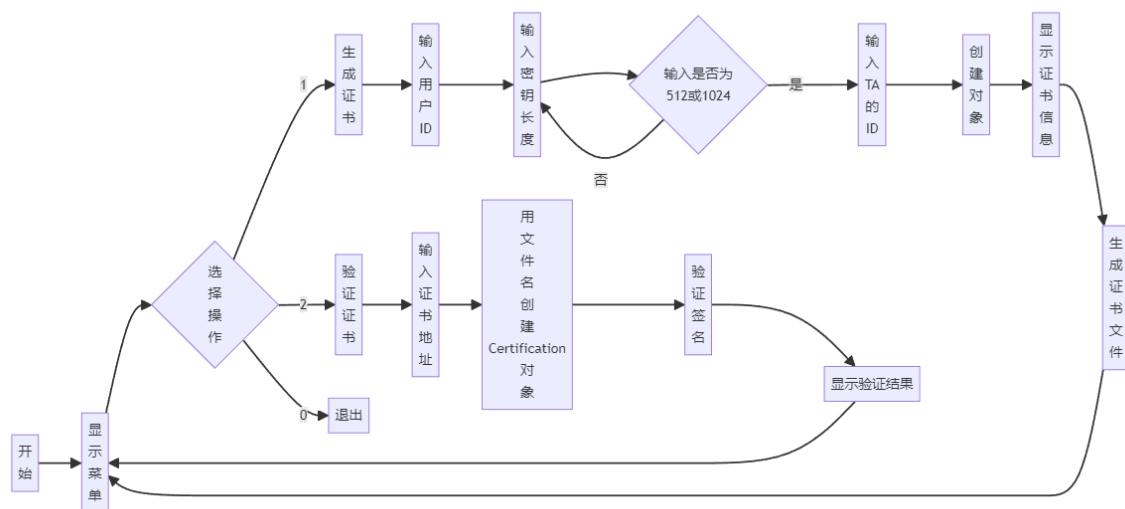 生成证书
输入用户ID
输入密钥长度
输入是否为
512或1024
输入TA的ID
创建对象
显示证书信息
1
是
否
选择操作
2
验证证书
输入证书地址
用文件名创建Certification对象
验证签名
生成证书文件
显示验证结果
0
退出
开始
显示菜单